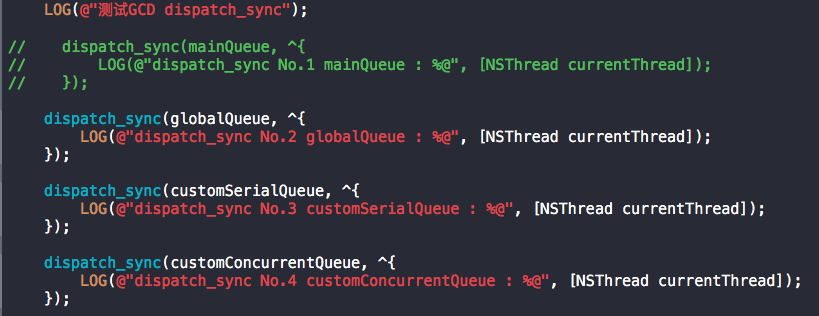 LOG(@"测试GCD dispatch_sync");
//    dispatch_sync(mainQueue, ^{
//        LOG(@"dispatch_sync No.1 mainQueue : %@", [NSThread currentThread]);
//    });
dispatch_sync(globalQueue, ^{
LOG(@"dispatch_sync No.2 globalQueue : %@", [NSThread currentThread]);
});
dispatch_sync(customSerialQueue, ^{
LOG(@"dispatch_sync No.3 customSerialQueue : %@", [NSThread currentThread]);
});
dispatch_sync(customConcurrentQueue, ^{
LOG(@"dispatch_sync No.4 customConcurrentQueue : %@", [NSThread currentThread]);
});